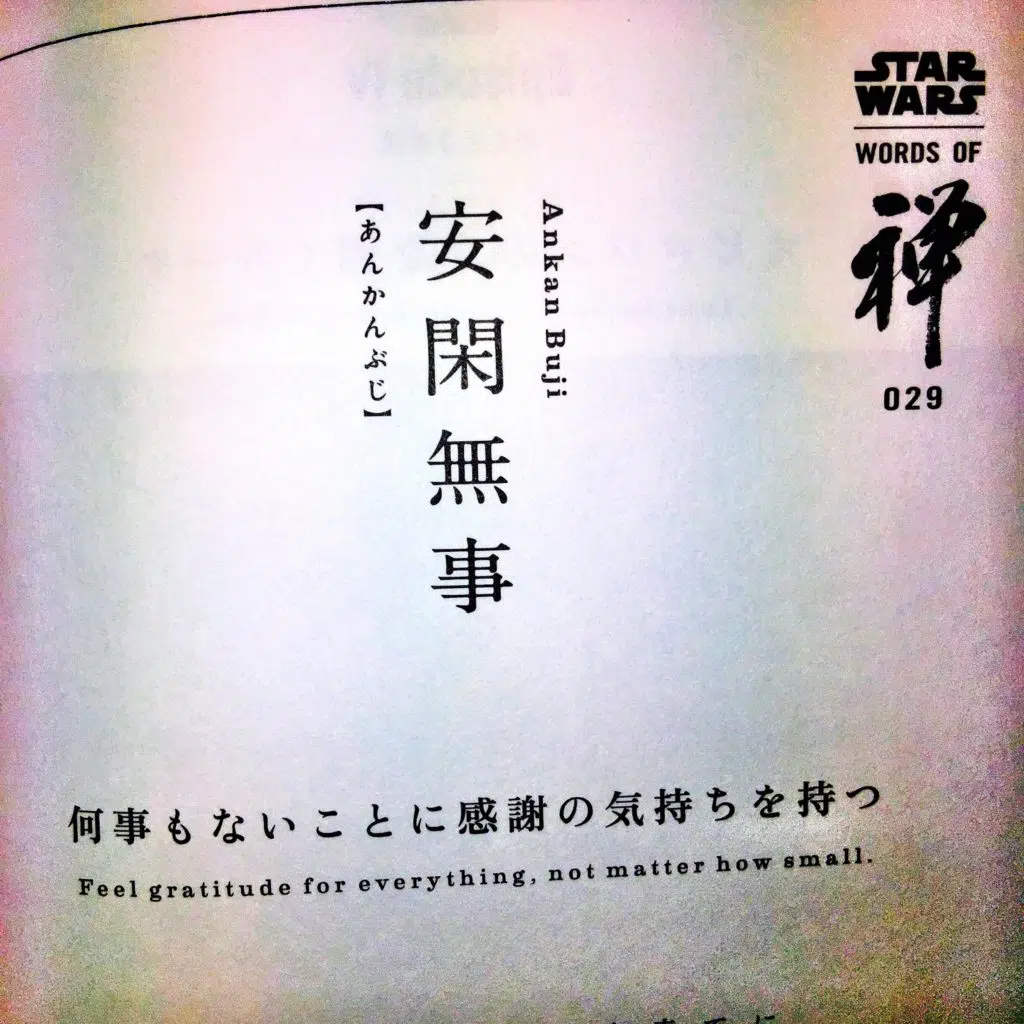 STAR
WARS
WORDS OF
禅
029
Ankan Buji
安閑無事
【あんかんぶじ】
何事もないことに感謝の気持ちを持つ
Feel gratitude for everything, not matter how small.